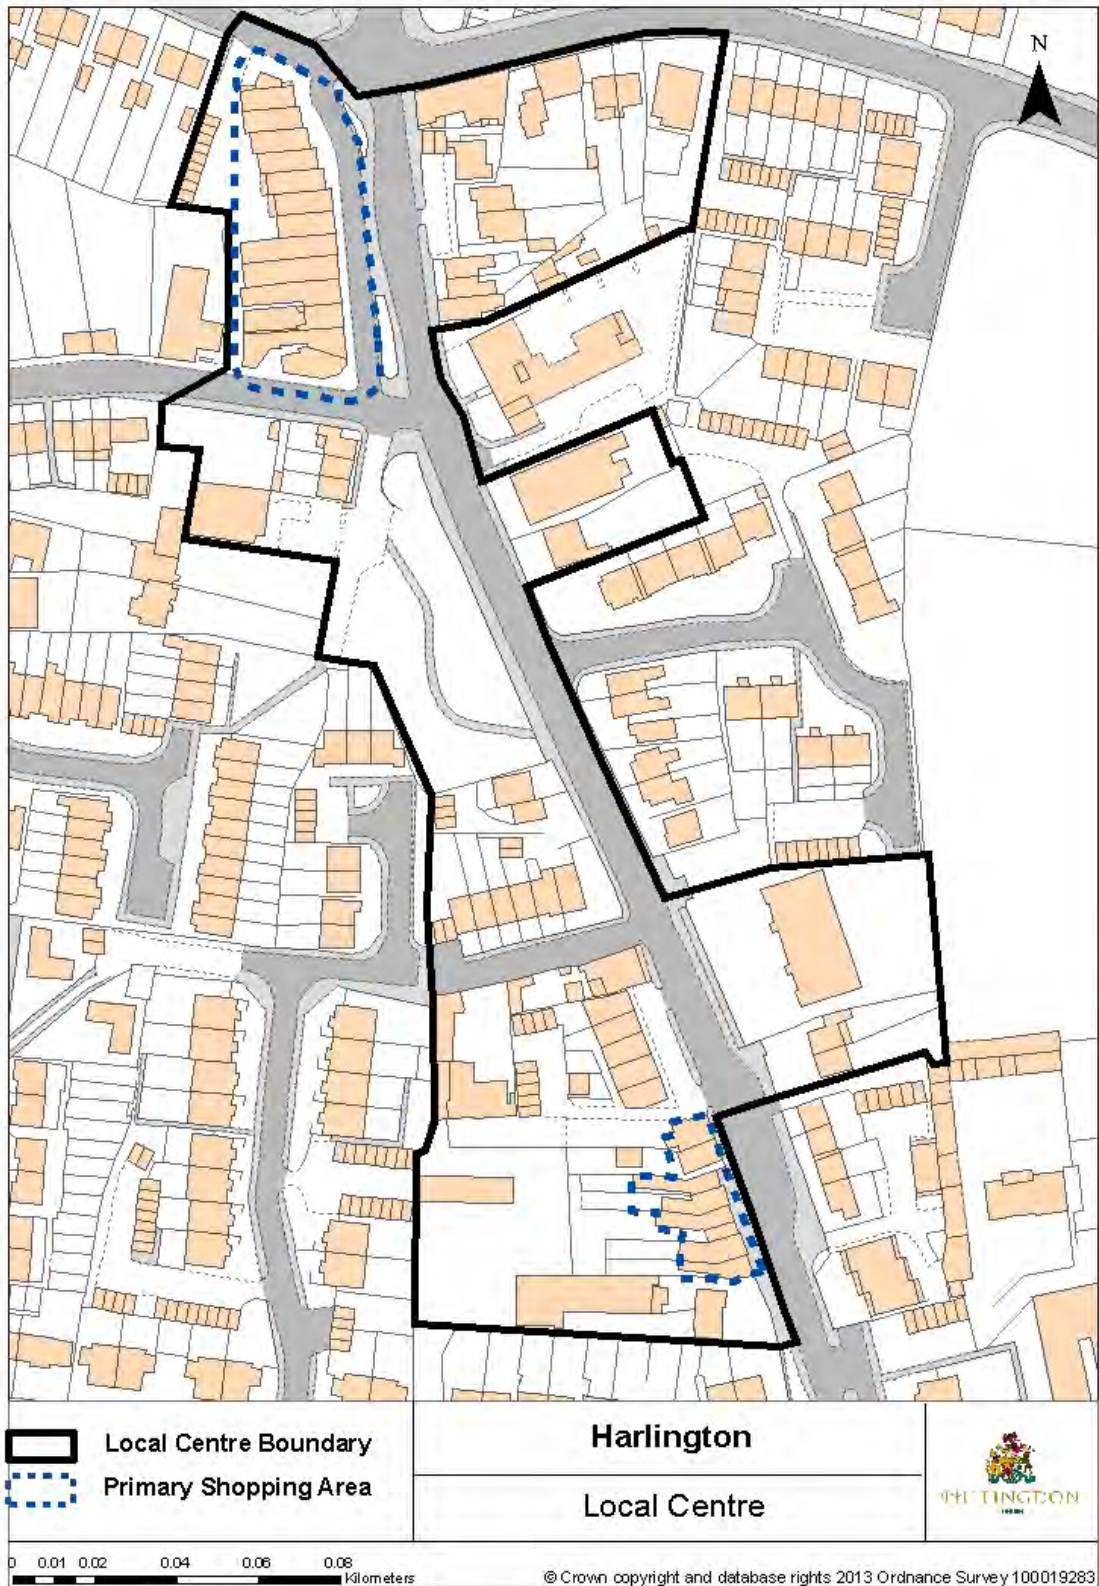 N
Local Centre Boundary
Primary Shopping Area
Harlington
Local Centre
0 0.01 0.02 0.04 0.06 0.08
Kilometers
© Crown copyright and database rights 2013 Ordnance Survey 100019283